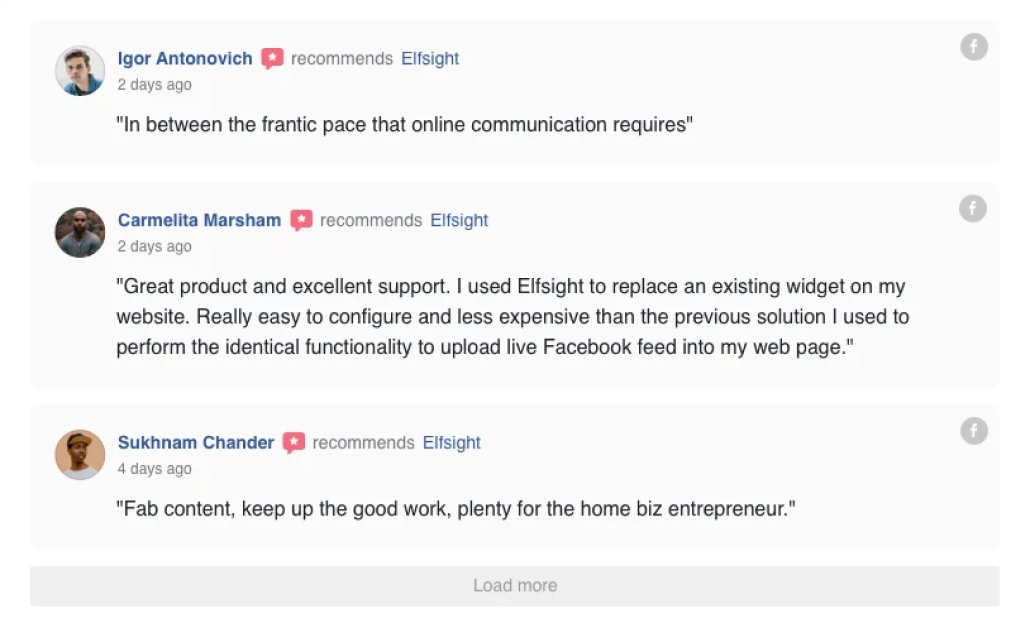 Igor Antonovich recommends Elfsight
2 days ago
"In between the frantic pace that online communication requires"
Carmelita Marsham recommends Elfsight
2 days ago
"Great product and excellent support. I used Elfsight to replace an existing widget on my
website. Really easy to configure and less expensive than the previous solution I used to
perform the identical functionality to upload live Facebook feed into my web page."
Sukhnam Chander recommends Elfsight
4 days ago
"Fab content, keep up the good work, plenty for the home biz entrepreneur."
Load more